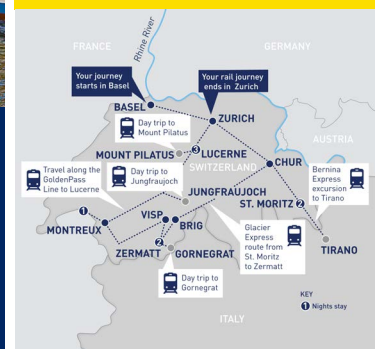 FRANCE
GERMANY
Rhine River
Your journey
starts in Basel
Your rail journey
ends in Zurich
BASEL
ZURICH
Day trip to
Mount Pilatus
AUSTRIA
MOUNT PILATUS
3
LUCERNE
CHUR
SWITZERLAND
Travel along the
GoldenPass
Line to Lucerne
Day trip to
Jungfraujoch
Bernina
Express
excursion
to Tirano
JUNGFRAUJOCH
ST. MORITZ
2
1
MONTREUX
VISP
BRIG
Glacier
Express
route from
St. Moritz
to Zermatt
TIRANO
2
ZERMATT
GORNEGRAT
Day trip to
Gornegrat
KEY
1 Nights stay
ITALY